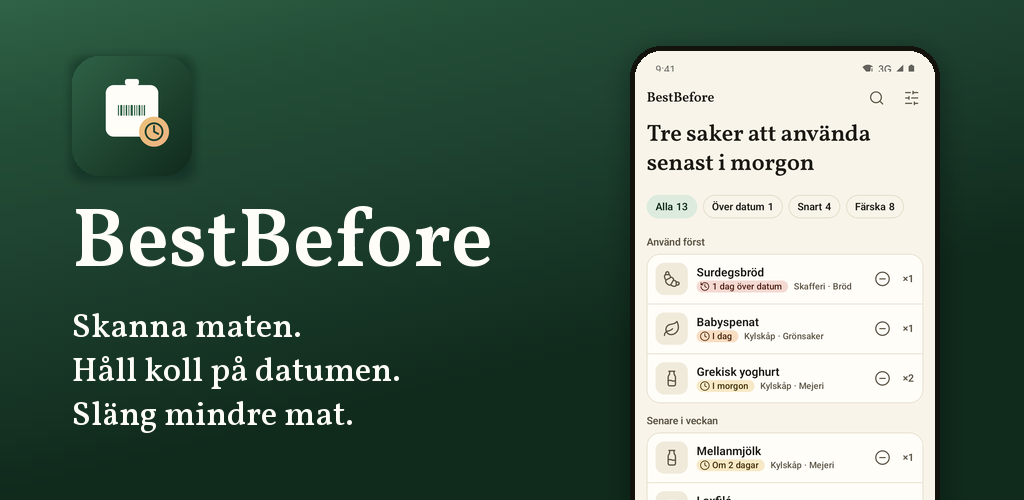 BestBefore
Skanna maten.
Håll koll på datumen.
Släng mindre mat.
9:41
3G
BestBefore
Tre saker att använda
senast i morgon
Alla 13 Över datum 1 Snart 4 Färska 8
Använd först
Surdegsbröd
1 dag över datum Skafferi · Bröd
×1
Babyspenat
I dag Kylskåp · Grönsaker
×1
Grekisk yoghurt
I morgon Kylskåp · Mejeri
×2
Senare i veckan
Mellanmjölk
Om 2 dagar Kylskåp · Mejeri
×1